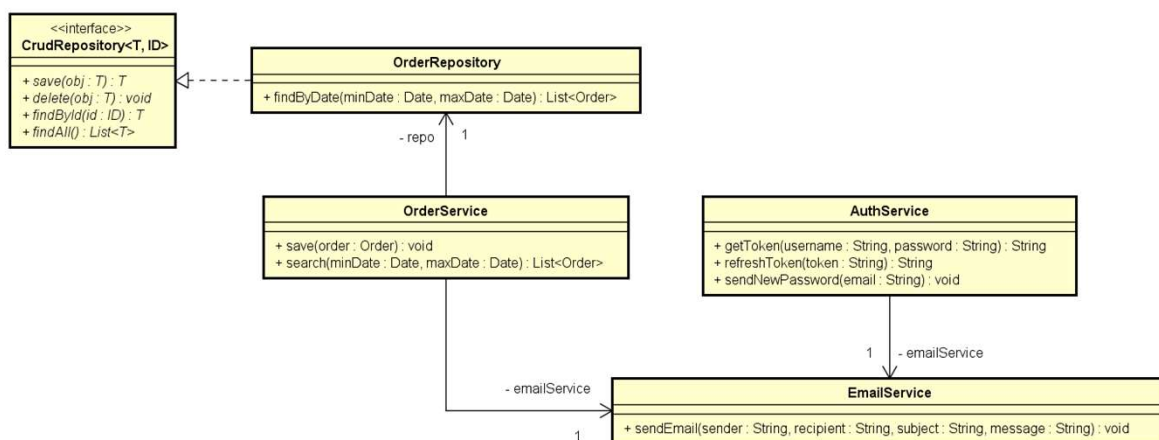 <<interface>>
CrudRepository<T, ID>
+ save(obj : T) : T
+ delete(obj : T) : void
+ findById(id : ID) : T
+ findAll() : List<T>
OrderRepository
+ findByDate(minDate : Date, maxDate : Date) : List<Order>
- repo
1
OrderService
+ save(order : Order) : void
+ search(minDate : Date, maxDate : Date) : List<Order>
AuthService
+ getToken(username : String, password : String) : String
+ refreshToken(token : String) : String
+ sendNewPassword(email : String) : void
1
- emailService
- emailService
1
EmailService
+ sendEmail(sender : String, recipient : String, subject : String, message : String) : void